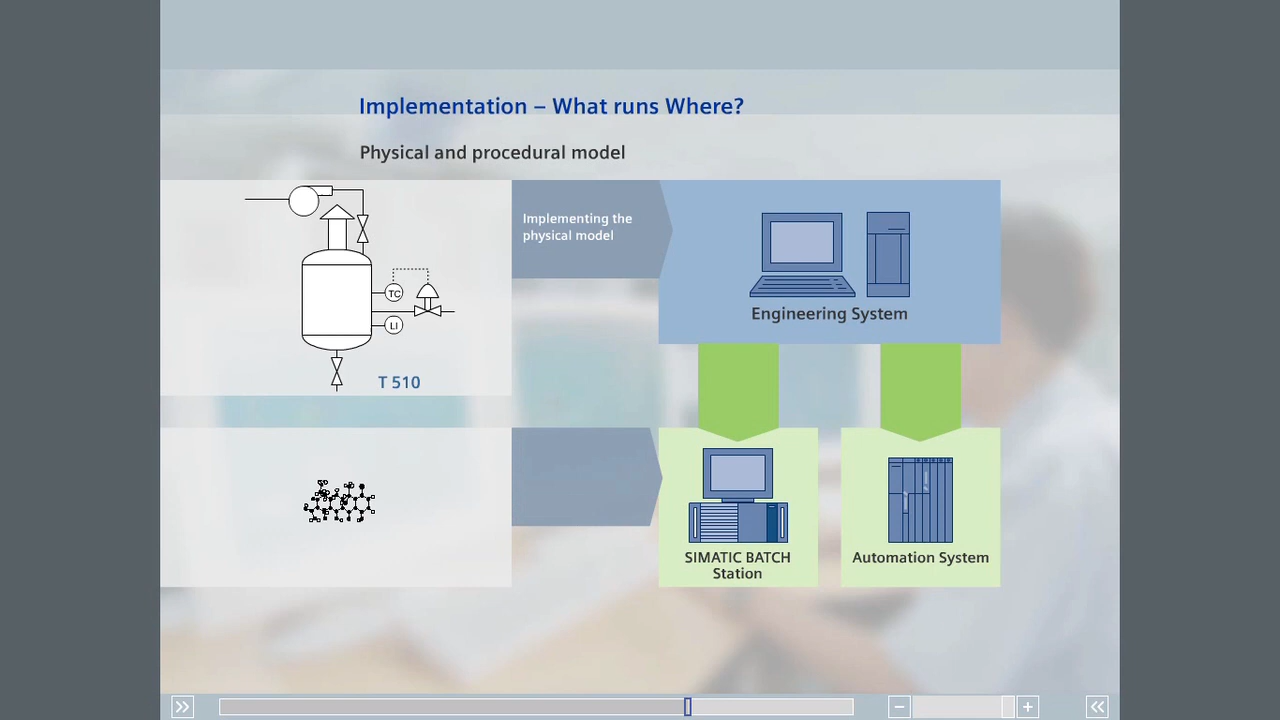 Implementation – What runs Where?
Physical and procedural model
Implementing the
physical model
TC
LI
T 510
Engineering System
SIMATIC BATCH
Station
Automation System